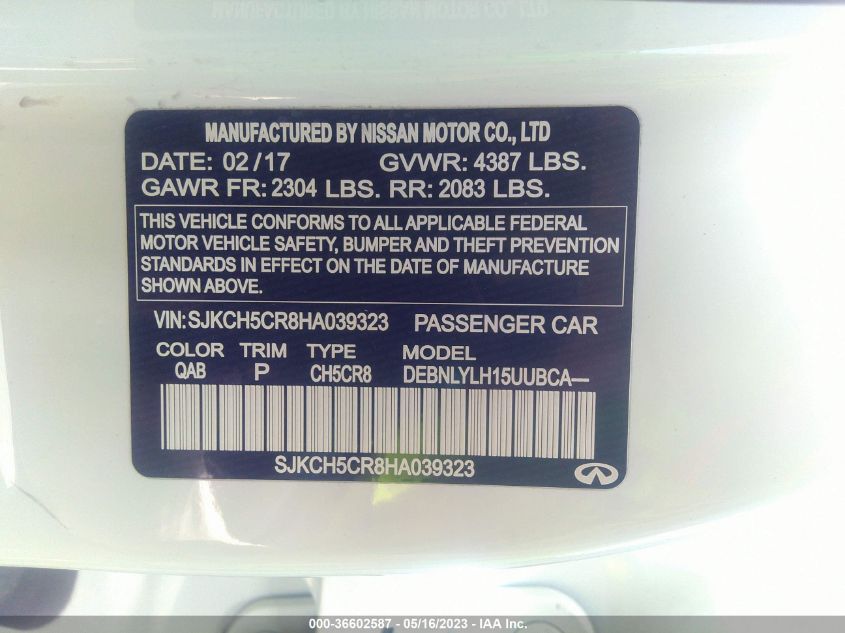 MANUFACTURED BY NISSAN MOTOR CO., LTD
DATE: 02/17 GVWR: 4387 LBS.
GAWR FR: 2304 LBS. RR: 2083 LBS.
THIS VEHICLE CONFORMS TO ALL APPLICABLE FEDERAL
MOTOR VEHICLE SAFETY, BUMPER AND THEFT PREVENTION
STANDARDS IN EFFECT ON THE DATE OF MANUFACTURE
SHOWN ABOVE.
VIN:SJKCH5CR8HA039323 PASSENGER CAR
COLOR TRIM TYPE MODEL
QAB P CH5CR8 DEBNLYLH15UUBCA—
SJKCH5CR8HA039323
000-36602587 - 05/16/2023 - IAA Inc.